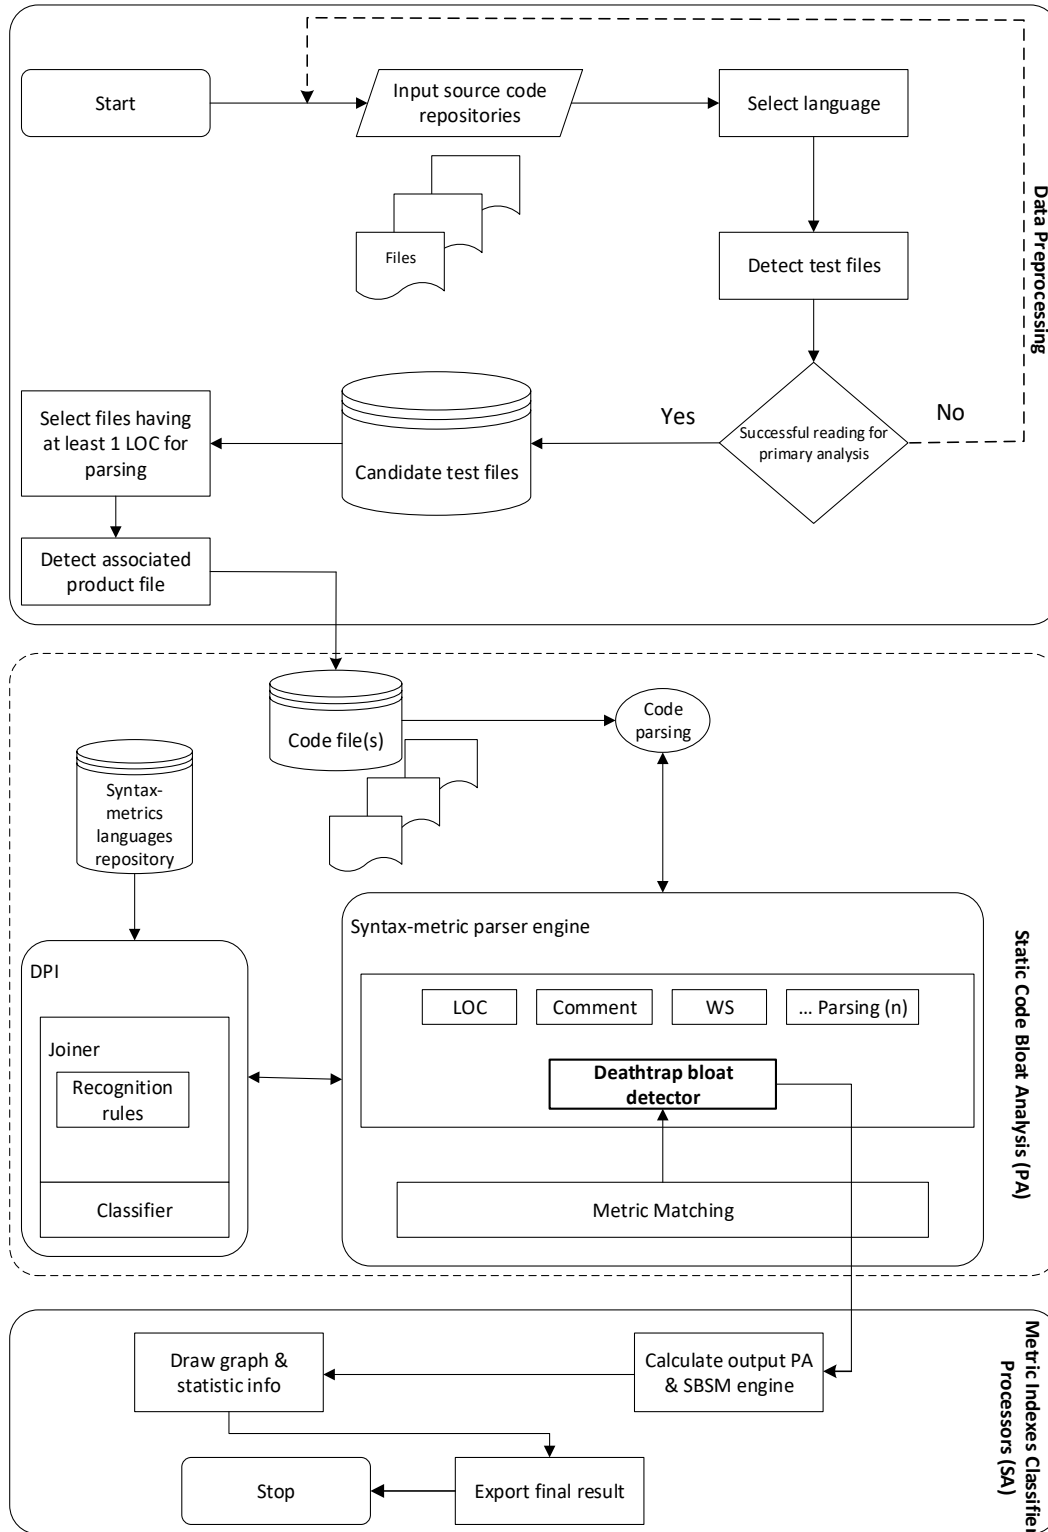 Start
Input source code
repositories
Select language
Files
Detect test files
Data Preprocessing
Select files having
at least 1 LOC for
parsing
Candidate test files
Yes
Successful reading for
primary analysis
No
Detect associated
product file
Code file(s)
Code
parsing
Syntax-
metrics
languages
repository
Syntax-metric parser engine
DPI
LOC
Comment
WS
... Parsing (n)
Joiner
Recognition
rules
Deathtrap bloat
detector
Classifier
Metric Matching
Static Code Bloat Analysis (PA)
Draw graph &
statistic info
Calculate output PA
& SBSM engine
Stop
Export final result
Metric Indexes Classifier
Processors (SA)